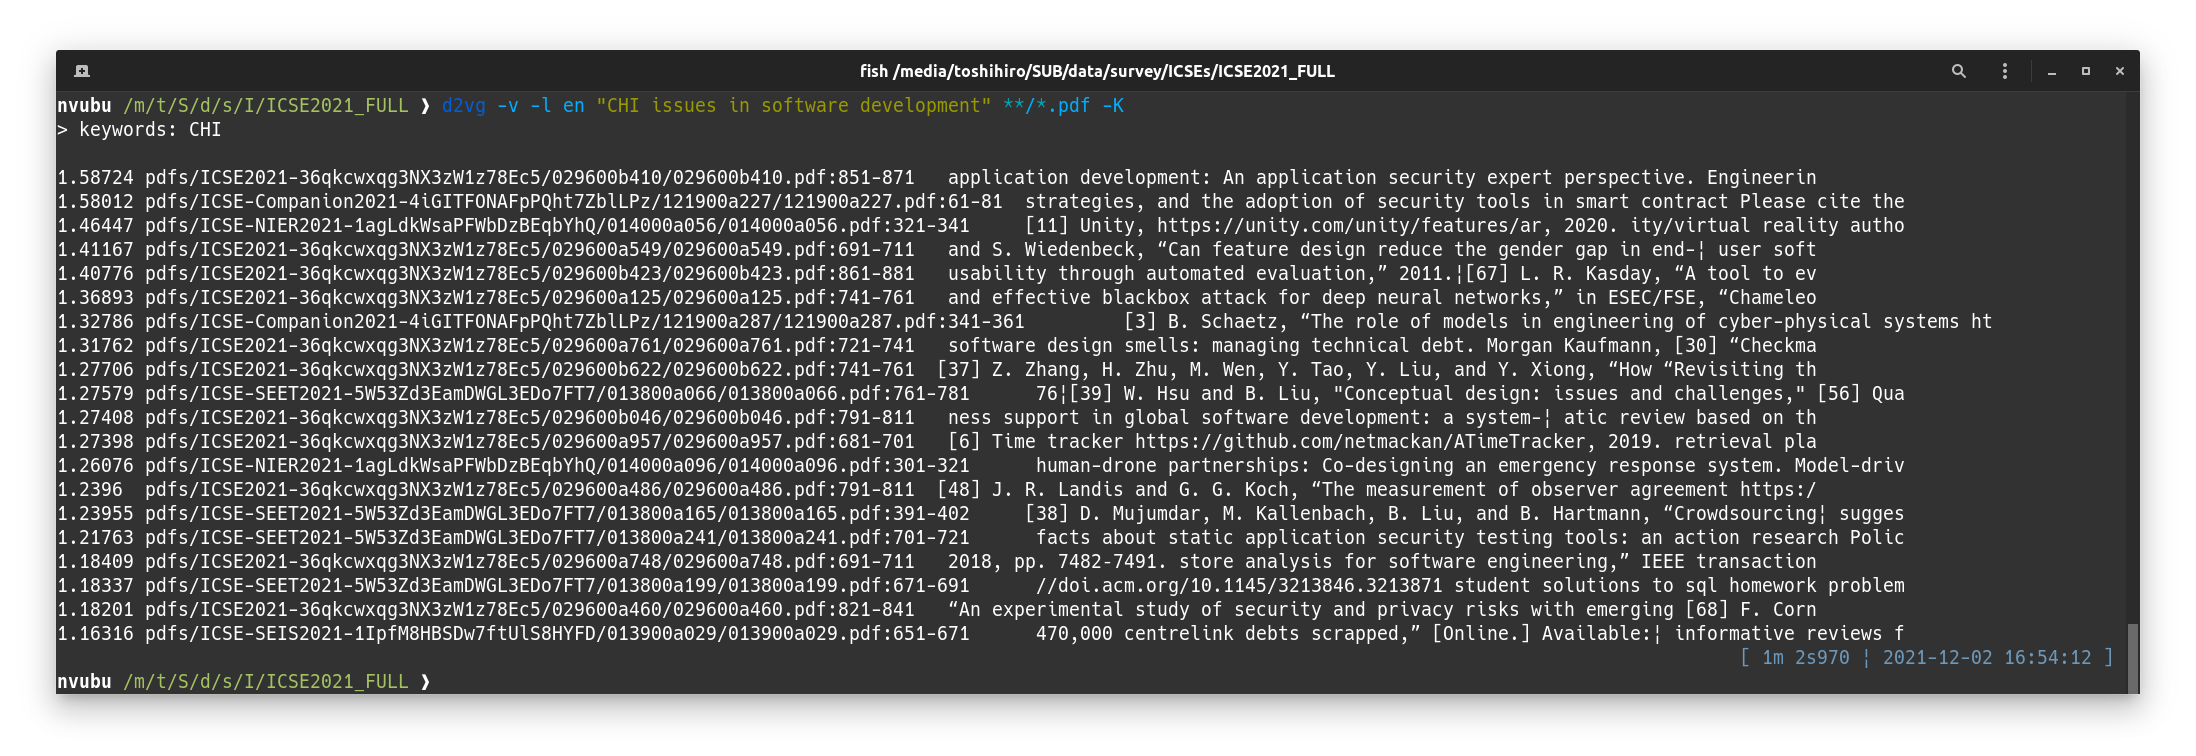 fish /media/toshihiro/SUB/data/survey/ICSEs/ICSE2021_FULL
nvubu /m/t/S/d/s/I/ICSE2021_FULL ❯ d2vg -v -l en "CHI issues in software development" **/*.pdf -K
> keywords: CHI
1.58724 pdfs/ICSE2021-36qkcwxqg3NX3zW1z78Ec5/029600b410/029600b410.pdf:851-871   application development: An application security expert perspective. Engineerin
1.58012 pdfs/ICSE-Companion2021-4iGITFONAFpPQht7ZblLPz/121900a227/121900a227.pdf:61-81  strategies, and the adoption of security tools in smart contract Please cite the
1.46447 pdfs/ICSE-NIER2021-1agLdkWsaPFWbDzBEqbYhQ/014000a056/014000a056.pdf:321-341     [11] Unity, https://unity.com/unity/features/ar, 2020. ity/virtual reality autho
1.41167 pdfs/ICSE2021-36qkcwxqg3NX3zW1z78Ec5/029600a549/029600a549.pdf:691-711   and S. Wiedenbeck, “Can feature design reduce the gender gap in end-¦ user soft
1.40776 pdfs/ICSE2021-36qkcwxqg3NX3zW1z78Ec5/029600b423/029600b423.pdf:861-881   usability through automated evaluation,” 2011.¦[67] L. R. Kasday, “A tool to ev
1.36893 pdfs/ICSE2021-36qkcwxqg3NX3zW1z78Ec5/029600a125/029600a125.pdf:741-761   and effective blackbox attack for deep neural networks,” in ESEC/FSE, “Chameleo
1.32786 pdfs/ICSE-Companion2021-4iGITFONAFpPQht7ZblLPz/121900a287/121900a287.pdf:341-361         [3] B. Schaetz, “The role of models in engineering of cyber-physical systems ht
1.31762 pdfs/ICSE2021-36qkcwxqg3NX3zW1z78Ec5/029600a761/029600a761.pdf:721-741   software design smells: managing technical debt. Morgan Kaufmann, [30] “Checkma
1.27706 pdfs/ICSE2021-36qkcwxqg3NX3zW1z78Ec5/029600b622/029600b622.pdf:741-761  [37] Z. Zhang, H. Zhu, M. Wen, Y. Tao, Y. Liu, and Y. Xiong, “How “Revisiting th
1.27579 pdfs/ICSE-SEET2021-5W53Zd3EamDWGL3EDo7FT7/013800a066/013800a066.pdf:761-781      76¦[39] W. Hsu and B. Liu, "Conceptual design: issues and challenges," [56] Qua
1.27408 pdfs/ICSE2021-36qkcwxqg3NX3zW1z78Ec5/029600b046/029600b046.pdf:791-811   ness support in global software development: a system-¦ atic review based on th
1.27398 pdfs/ICSE2021-36qkcwxqg3NX3zW1z78Ec5/029600a957/029600a957.pdf:681-701   [6] Time tracker https://github.com/netmackan/ATimeTracker, 2019. retrieval pla
1.26076 pdfs/ICSE-NIER2021-1agLdkWsaPFWbDzBEqbYhQ/014000a096/014000a096.pdf:301-321      human-drone partnerships: Co-designing an emergency response system. Model-driv
1.2396  pdfs/ICSE2021-36qkcwxqg3NX3zW1z78Ec5/029600a486/029600a486.pdf:791-811  [48] J. R. Landis and G. G. Koch, “The measurement of observer agreement https:/
1.23955 pdfs/ICSE-SEET2021-5W53Zd3EamDWGL3EDo7FT7/013800a165/013800a165.pdf:391-402     [38] D. Mujumdar, M. Kallenbach, B. Liu, and B. Hartmann, “Crowdsourcing¦ sugges
1.21763 pdfs/ICSE-SEET2021-5W53Zd3EamDWGL3EDo7FT7/013800a241/013800a241.pdf:701-721      facts about static application security testing tools: an action research Polic
1.18409 pdfs/ICSE2021-36qkcwxqg3NX3zW1z78Ec5/029600a748/029600a748.pdf:691-711   2018, pp. 7482-7491. store analysis for software engineering,” IEEE transaction
1.18337 pdfs/ICSE-SEET2021-5W53Zd3EamDWGL3EDo7FT7/013800a199/013800a199.pdf:671-691      //doi.acm.org/10.1145/3213846.3213871 student solutions to sql homework problem
1.18201 pdfs/ICSE2021-36qkcwxqg3NX3zW1z78Ec5/029600a460/029600a460.pdf:821-841   “An experimental study of security and privacy risks with emerging [68] F. Corn
1.16316 pdfs/ICSE-SEIS2021-1IpfM8HBSDw7ftUlS8HYFD/013900a029/013900a029.pdf:651-671      470,000 centrelink debts scrapped,” [Online.] Available:¦ informative reviews f
[ 1m 2s970 ¦ 2021-12-02 16:54:12 ]
nvubu /m/t/S/d/s/I/ICSE2021_FULL ❯